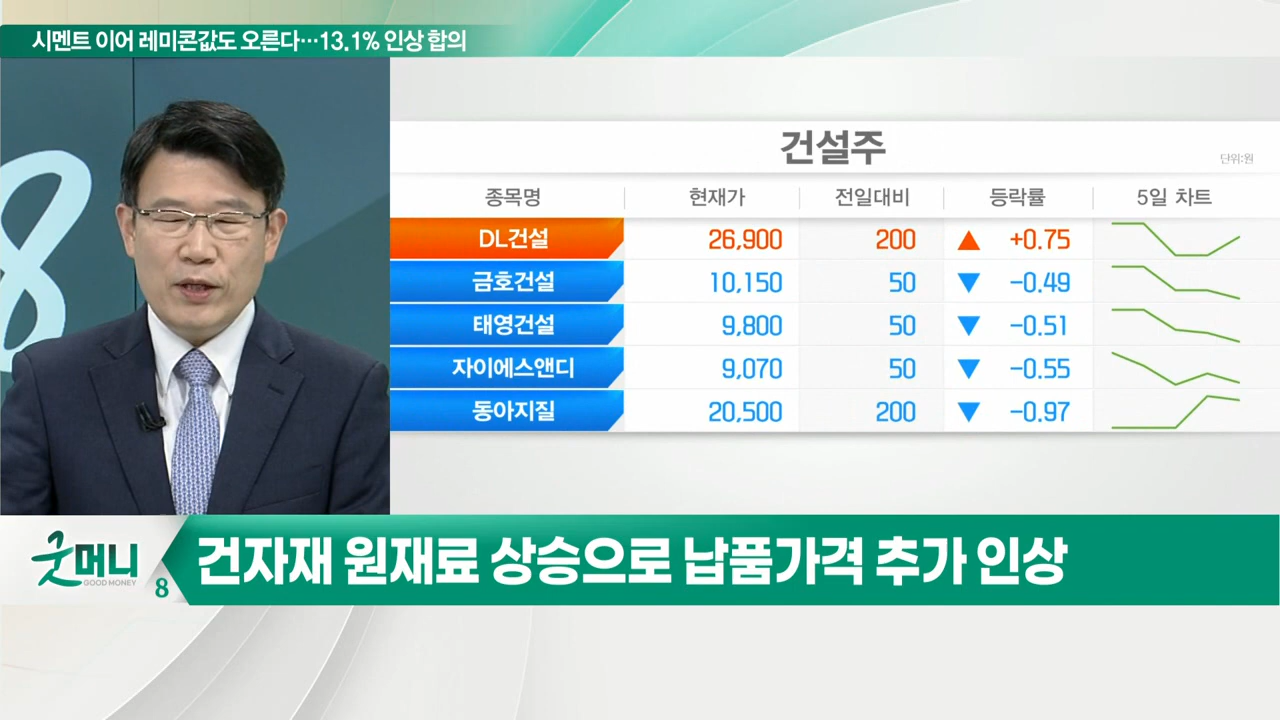 시멘트 이어 레미콘값도 오른다…13.1% 인상 합의
8
건설주
단위:원
종목명 현재가 전일대비 등락률 5일 차트
DL건설 26,900 200 ▲ +0.75
금호건설 10,150 50 ▼ -0.49
태영건설 9,800 50 ▼ -0.51
자이에스앤디 9,070 50 ▼ -0.55
동아지질 20,500 200 ▼ -0.97
굿머니
GOOD MONEY
8
건자재 원재료 상승으로 납품가격 추가 인상